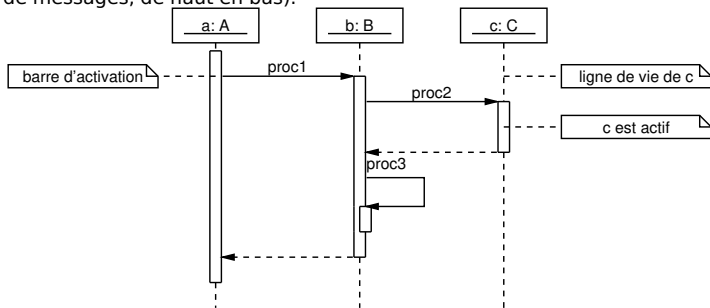 de messages, de haut en bas).
a: A
b: B
c: C
barre d'activation
proc1
ligne de vie de c
proc2
c est actif
proc3